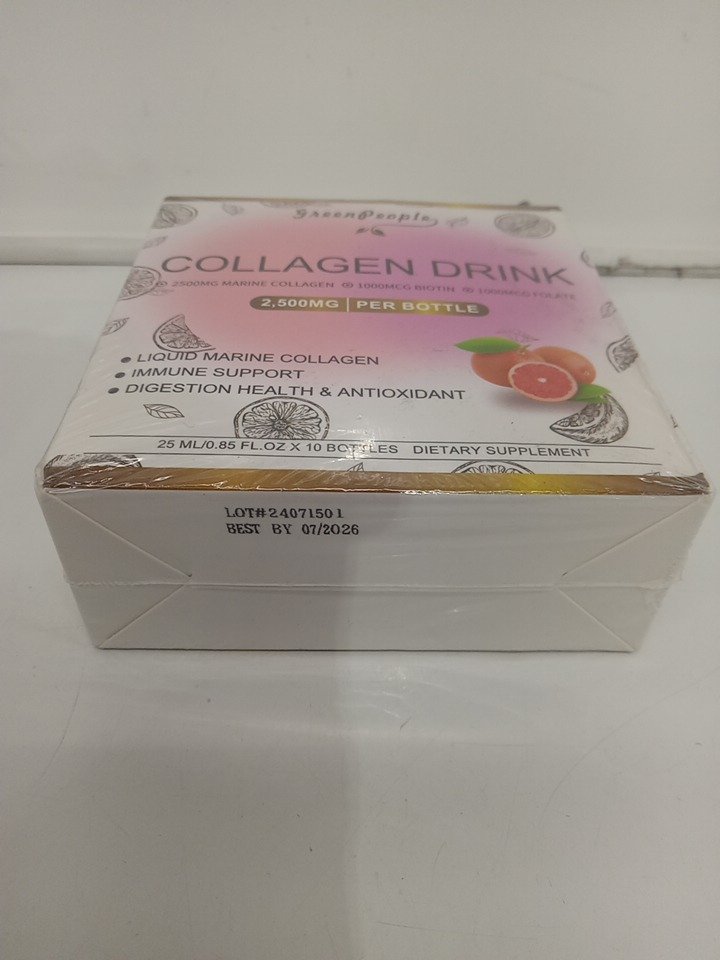 GreenPeople
COLLAGEN DRINK
2500MG MARINE COLLAGEN 1000MCG BIOTIN 1000MCG FOLATE
2,500MG | PER BOTTLE
● LIQUID MARINE COLLAGEN
● IMMUNE SUPPORT
● DIGESTION HEALTH & ANTIOXIDANT
25 ML/0.85 FL.OZ X 10 BOTTLES DIETARY SUPPLEMENT
LOT#24071501
BEST BY 07/2026